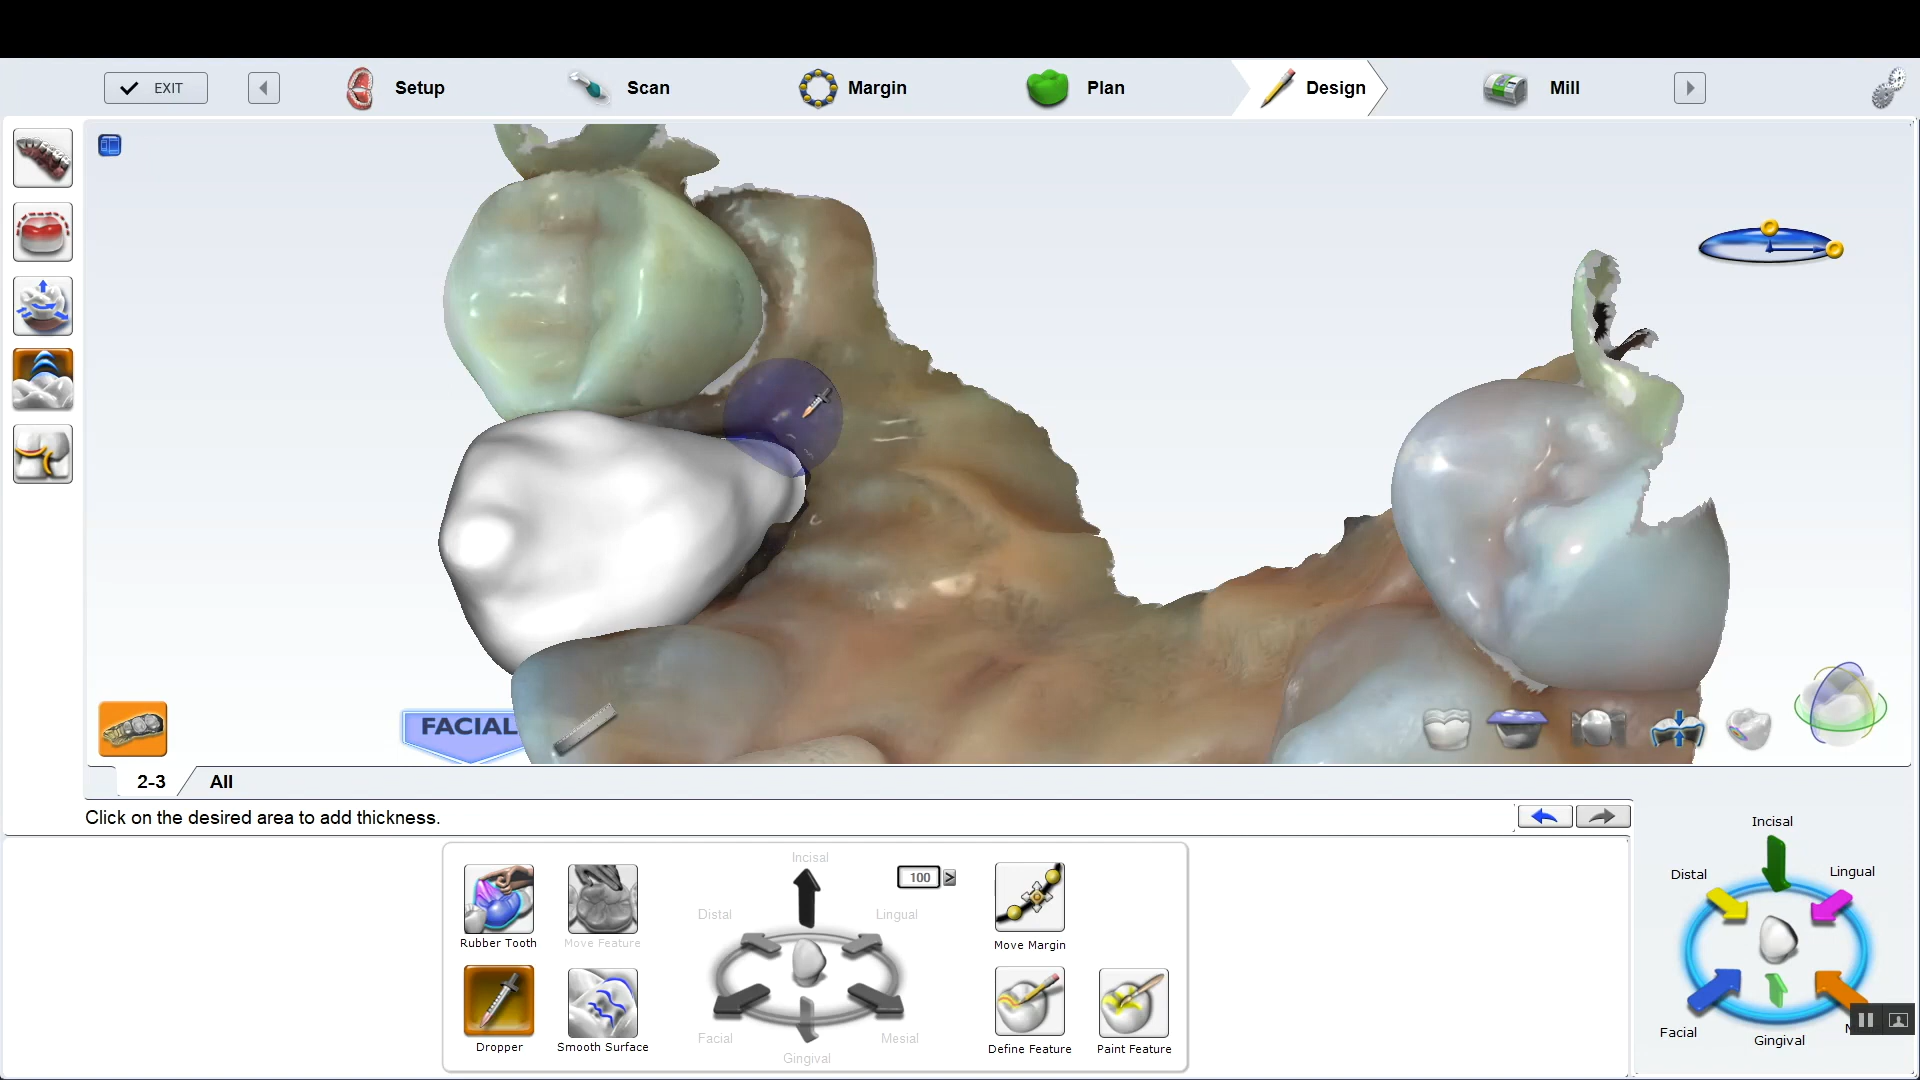 EXIT
Setup
Scan
Margin
Plan
Design
Mill
FACIAL
2-3
All
Click on the desired area to add thickness.
Rubber Tooth
Move Feature
Dropper
Smooth Surface
Incisal
Distal
Lingual
Facial
Mesial
Gingival
100 >
Move Margin
Define Feature
Paint Feature
Incisal
Distal
Lingual
Facial
Gingival